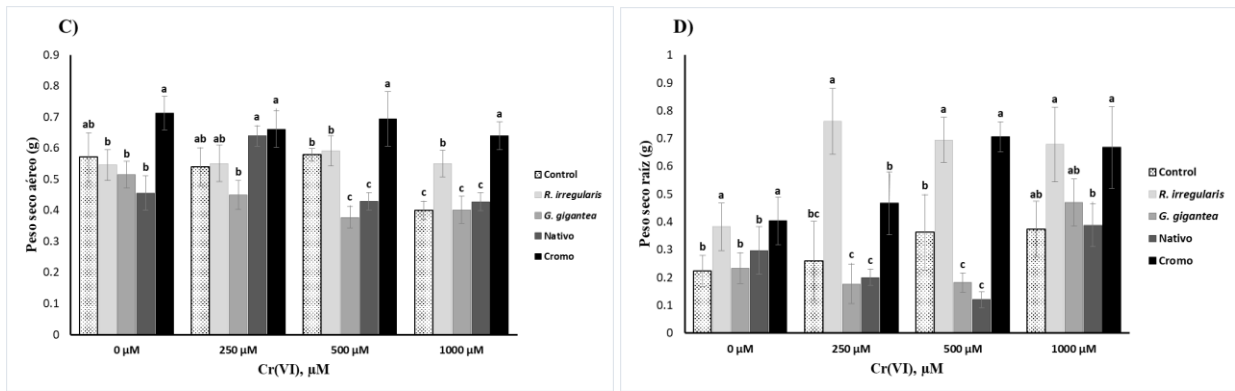 C)
Peso seco aéreo (g)
0.9
0.8
0.7
0.6
0.5
0.4
0.3
0.2
0.1
0
ab b b b a
ab ab b a a
b b c c a
c b c c a
0 µM 250 µM 500 µM 1000 µM
Cr(VI), µM
Control
R. irregularis
G. gigantea
Nativo
Cromo
D)
Peso seco raíz (g)
1
0.9
0.8
0.7
0.6
0.5
0.4
0.3
0.2
0.1
0
b a b b a
bc a c c b
b a c c a
ab a ab b a
0 µM 250 µM 500 µM 1000 µM
Cr(VI), µM
Control
R. irregularis
G. gigantea
Nativo
Cromo